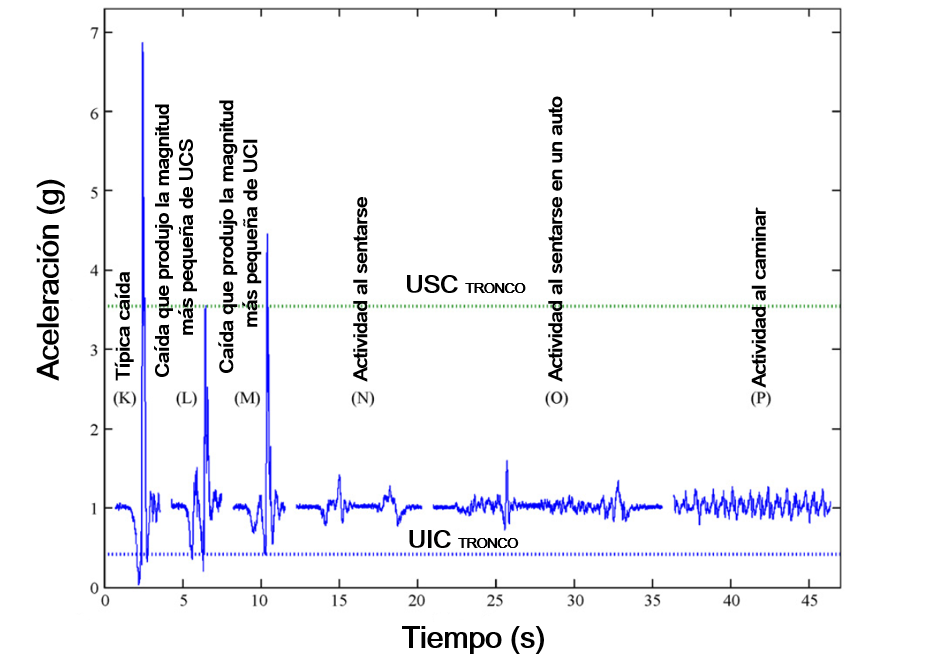 7
6
5
4
3
2
1
0
Aceleración (g)
Típica caída
(K)
Caída que produjo la magnitud
más pequeña de UCS
(L)
Caída que produjo la magnitud
más pequeña de UCI
(M)
Actividad al sentarse
(N)
USC TRONCO
Actividad al sentarse en un auto
(O)
Actividad al caminar
(P)
UIC TRONCO
0 5 10 15 20 25 30 35 40 45
Tiempo (s)